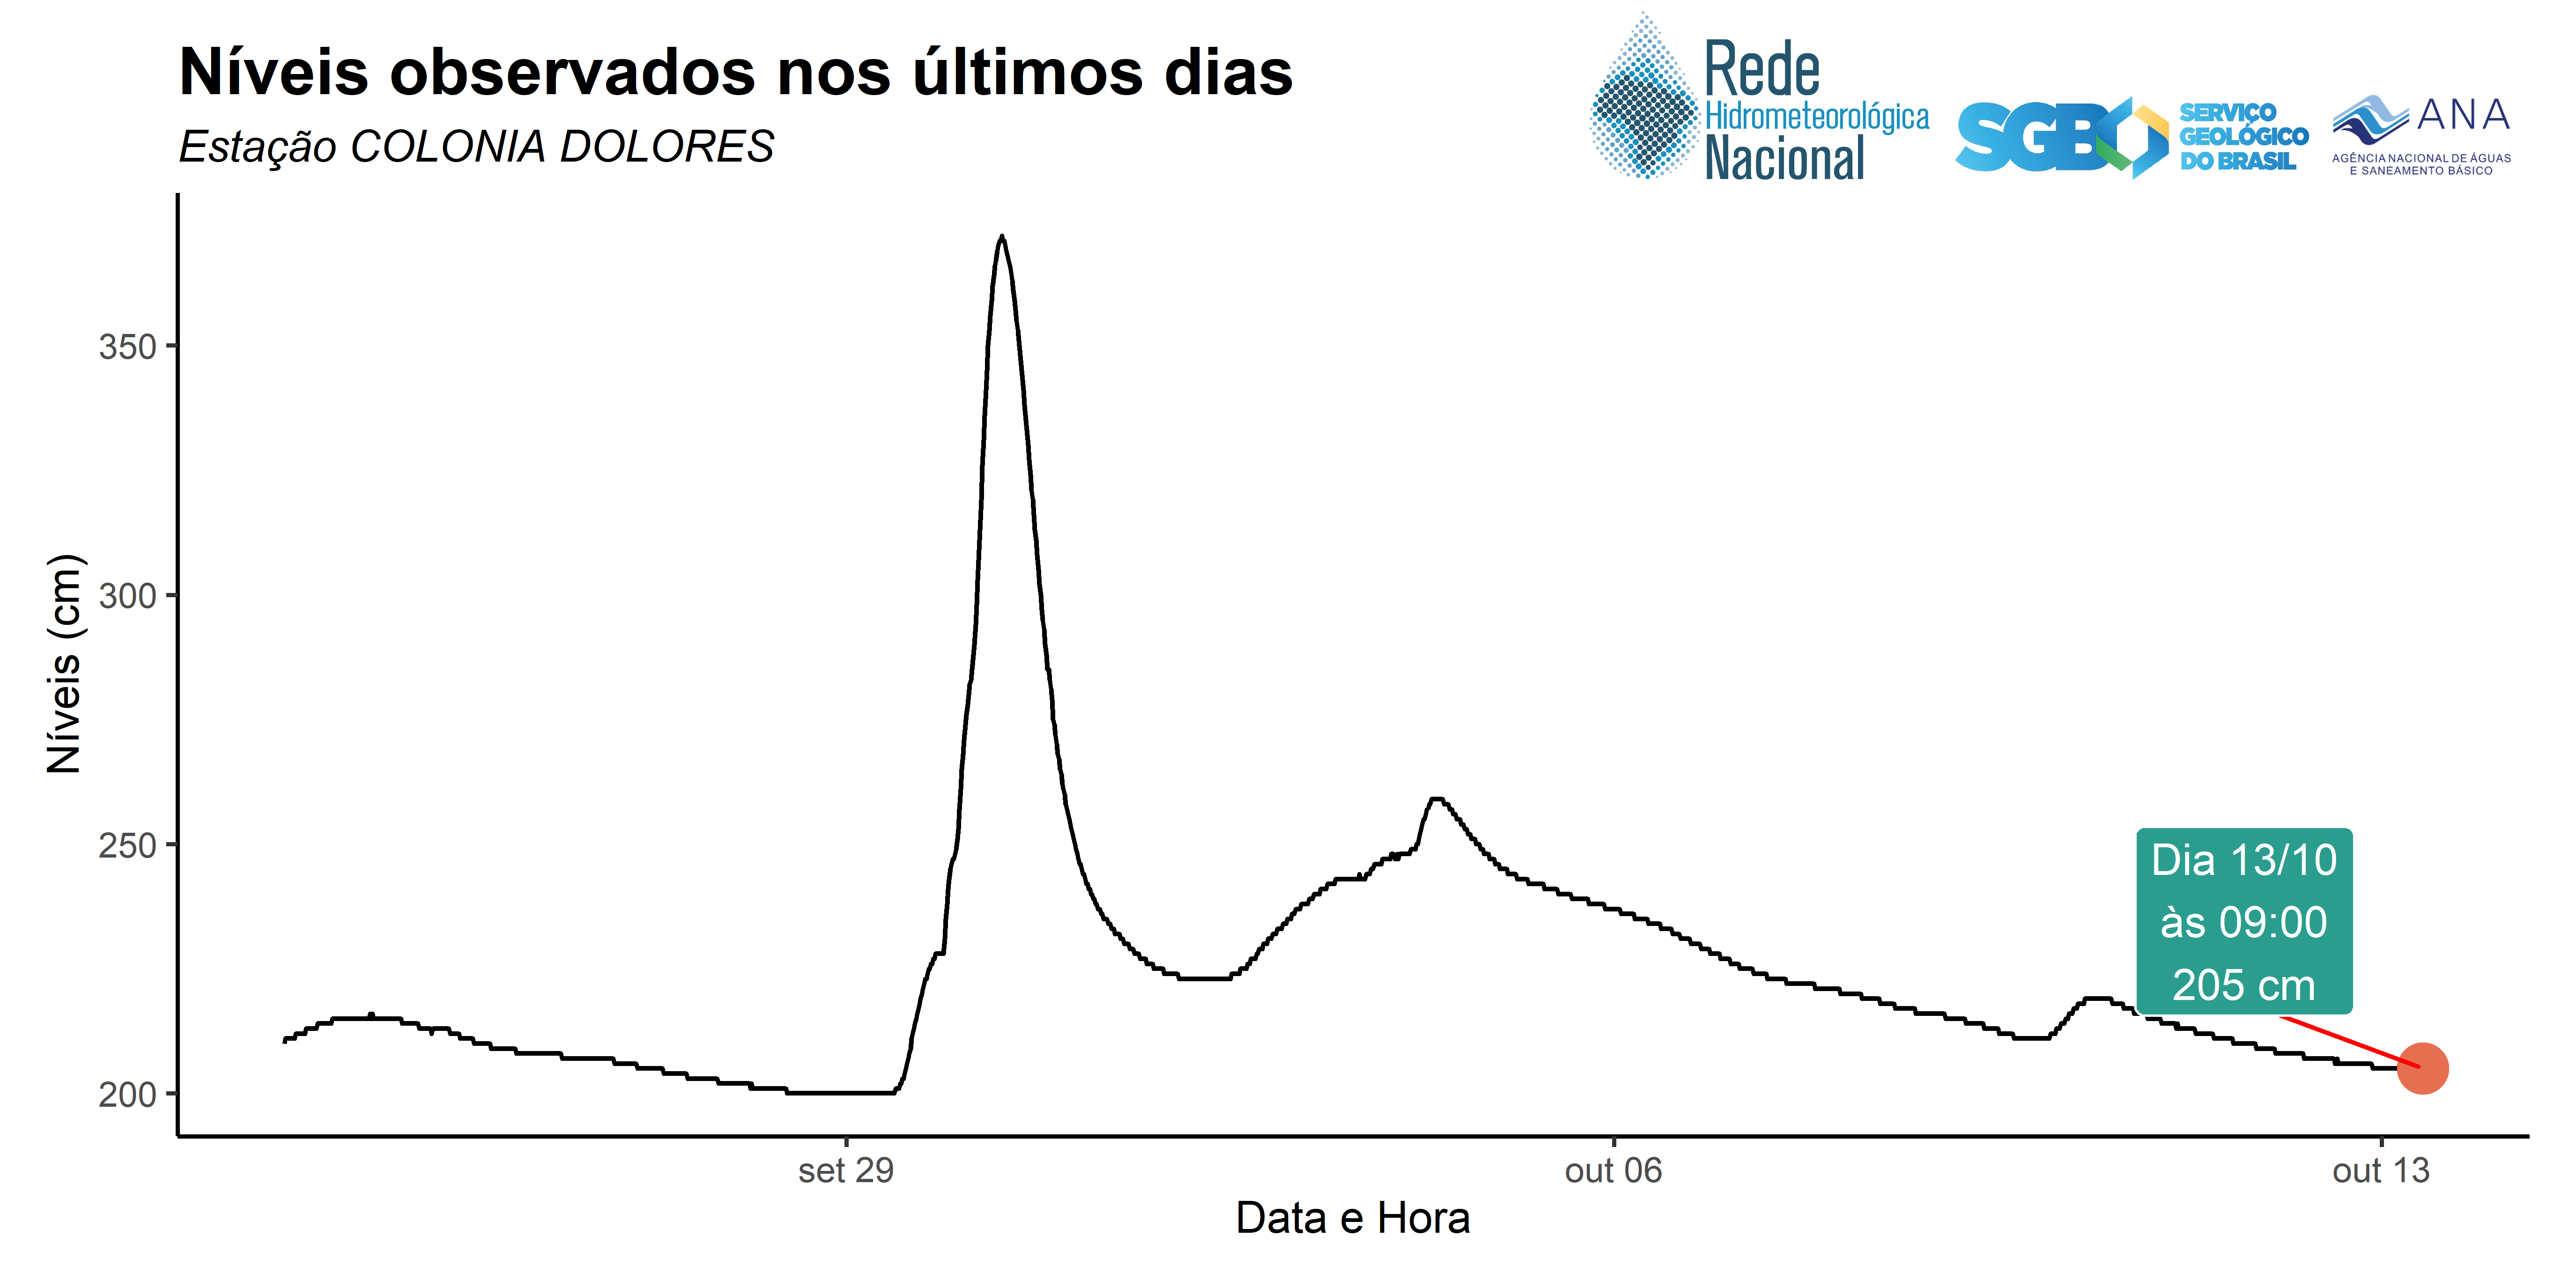 Níveis observados nos últimos dias
Estação COLONIA DOLORES
Rede
Hidrometeorológica
Nacional
SGB
SERVIÇO
GEOLÓGICO
DO BRASIL
ANA
AGÊNCIA NACIONAL DE ÁGUAS
E SANEAMENTO BÁSICO
Níveis (cm)
350
300
250
200
Dia 13/10
às 09:00
205 cm
set 29
out 06
out 13
Data e Hora